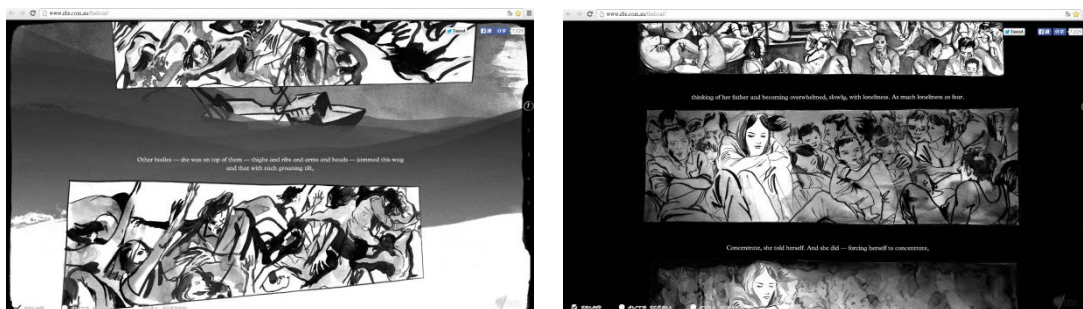 www.sbs.com.au/theboat/
Tweet
Other bodies — she was on top of them — thighs and ribs and arms and heads — jammed this way
and that with each groaning tilt,
www.sbs.com.au/theboat/
Tweet
thinking of her father and becoming overwhelmed, slowly, with loneliness. As much loneliness as fear.
Concentrate, she told herself. And she did — forcing herself to concentrate,